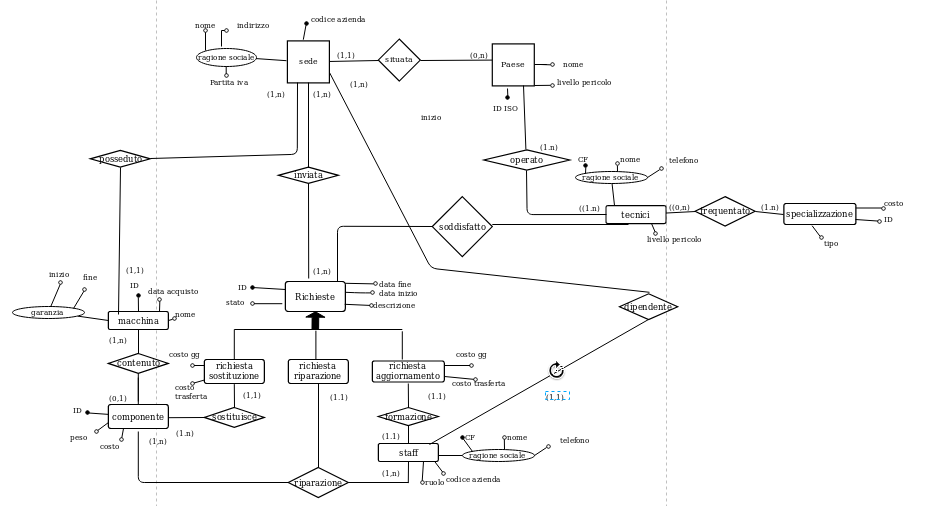 codice azienda
nome
indirizzo
ragione sociale
Partita iva
sede
(1,1)
situata
(0,n)
Paese
nome
livello pericolo
ID ISO
(1,n)
(1,n)
(1,n)
inizio
posseduto
inviata
operato
(1.n)
CF
nome
telefono
ragione sociale
((1.n)
tecnici
((0,n)
frequentato
(1.n)
specializzazione
costo
ID
tipo
livello pericolo
soddisfatto
(1,n)
(1,1)
inizio
fine
ID
data acquisto
garanzia
macchina
nome
ID
stato
Richieste
data fine
data inizio
descrizione
dipendente
(1,n)
contenuto
costo gg
costo
trasferta
richiesta
sostituzione
richiesta
riparazione
richiesta
aggiornamento
costo gg
costo trasferta
(0,1)
(1,1)
(1.1)
(1.1)
(1,1)
ID
componente
peso
costo
(1,n)
(1.n)
sostituisce
formazione
(1.1)
staff
CF
nome
telefono
ragione sociale
(1,n)
ruolo
codice azienda
riparazione